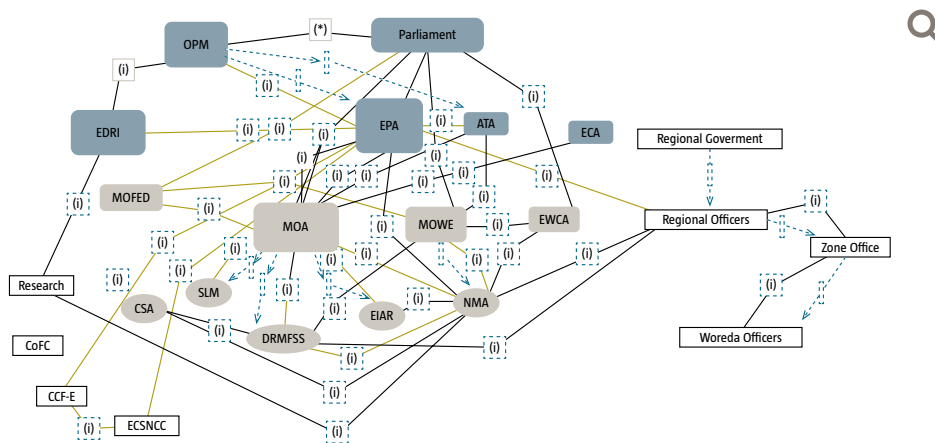 (*)
OPM
Parliament
(i)
(i)
(i)
EPA
ATA
ECA
EDRI
(i)
(i)
(i)
(i)
Regional Goverment
(i)
(i)
(i)
(i)
(i)
(i)
(i)
(i)
(i)
MOFED
(i)
(i)
(i)
MOA
MOWE
EWCA
Regional Officers
(i)
(i)
(i)
Zone Office
(i)
(i)
(i)
(i)
(i)
(i)
(i)
Research
(i)
(i)
(i)
SLM
CSA
EIAR
(i)
NMA
(i)
(i)
DRMFSS
Woreda Officers
CoFC
(i)
(i)
CCF-E
(i)
(i)
ECSNCC
(i)